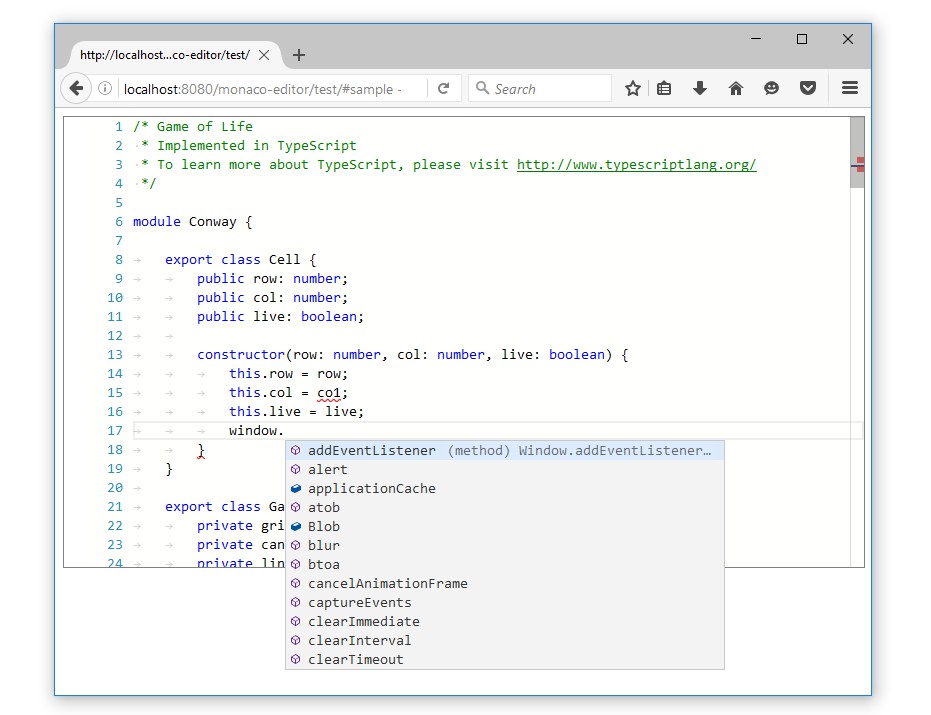 http://localhost...co-editor/test/
localhost:8080/monaco-editor/test/#sample -
Search
1 /* Game of Life
2 * Implemented in TypeScript
3 * To learn more about TypeScript, please visit http://www.typescriptlang.org/
4 */
5
6 module Conway {
7
8 export class Cell {
9 public row: number;
10 public col: number;
11 public live: boolean;
12
13 constructor(row: number, col: number, live: boolean) {
14 this.row = row;
15 this.col = co1;
16 this.live = live;
17 window.
18 }
19 }
20
21 export class Ga
22 private gri
23 private can
24 private lin
addEventListener (method) Window.addEventListener…
alert
applicationCache
atob
Blob
blur
btoa
cancelAnimationFrame
captureEvents
clearImmediate
clearInterval
clearTimeout